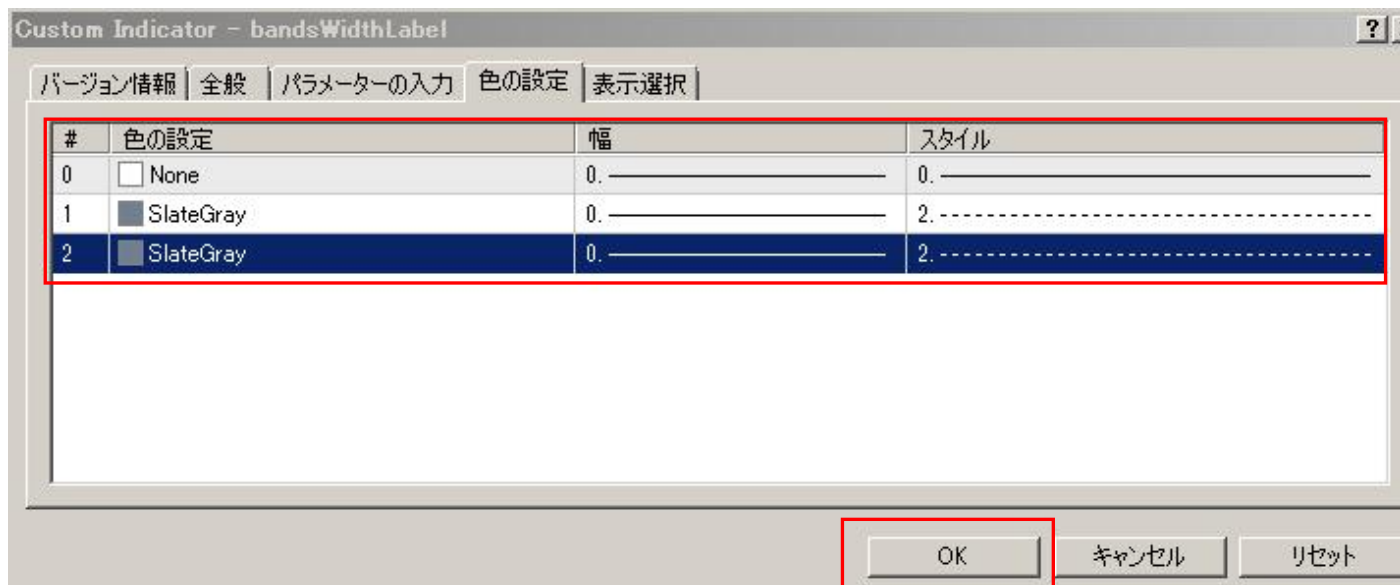 Custom Indicator - bandsWidthLabel ?
バージョン情報 全般 パラメーターの入力 色の設定 表示選択
# 色の設定 幅 スタイル
0 None 0. 0.
1 SlateGray 0. 2.
2 SlateGray 0. 2.
OK キャンセル リセット